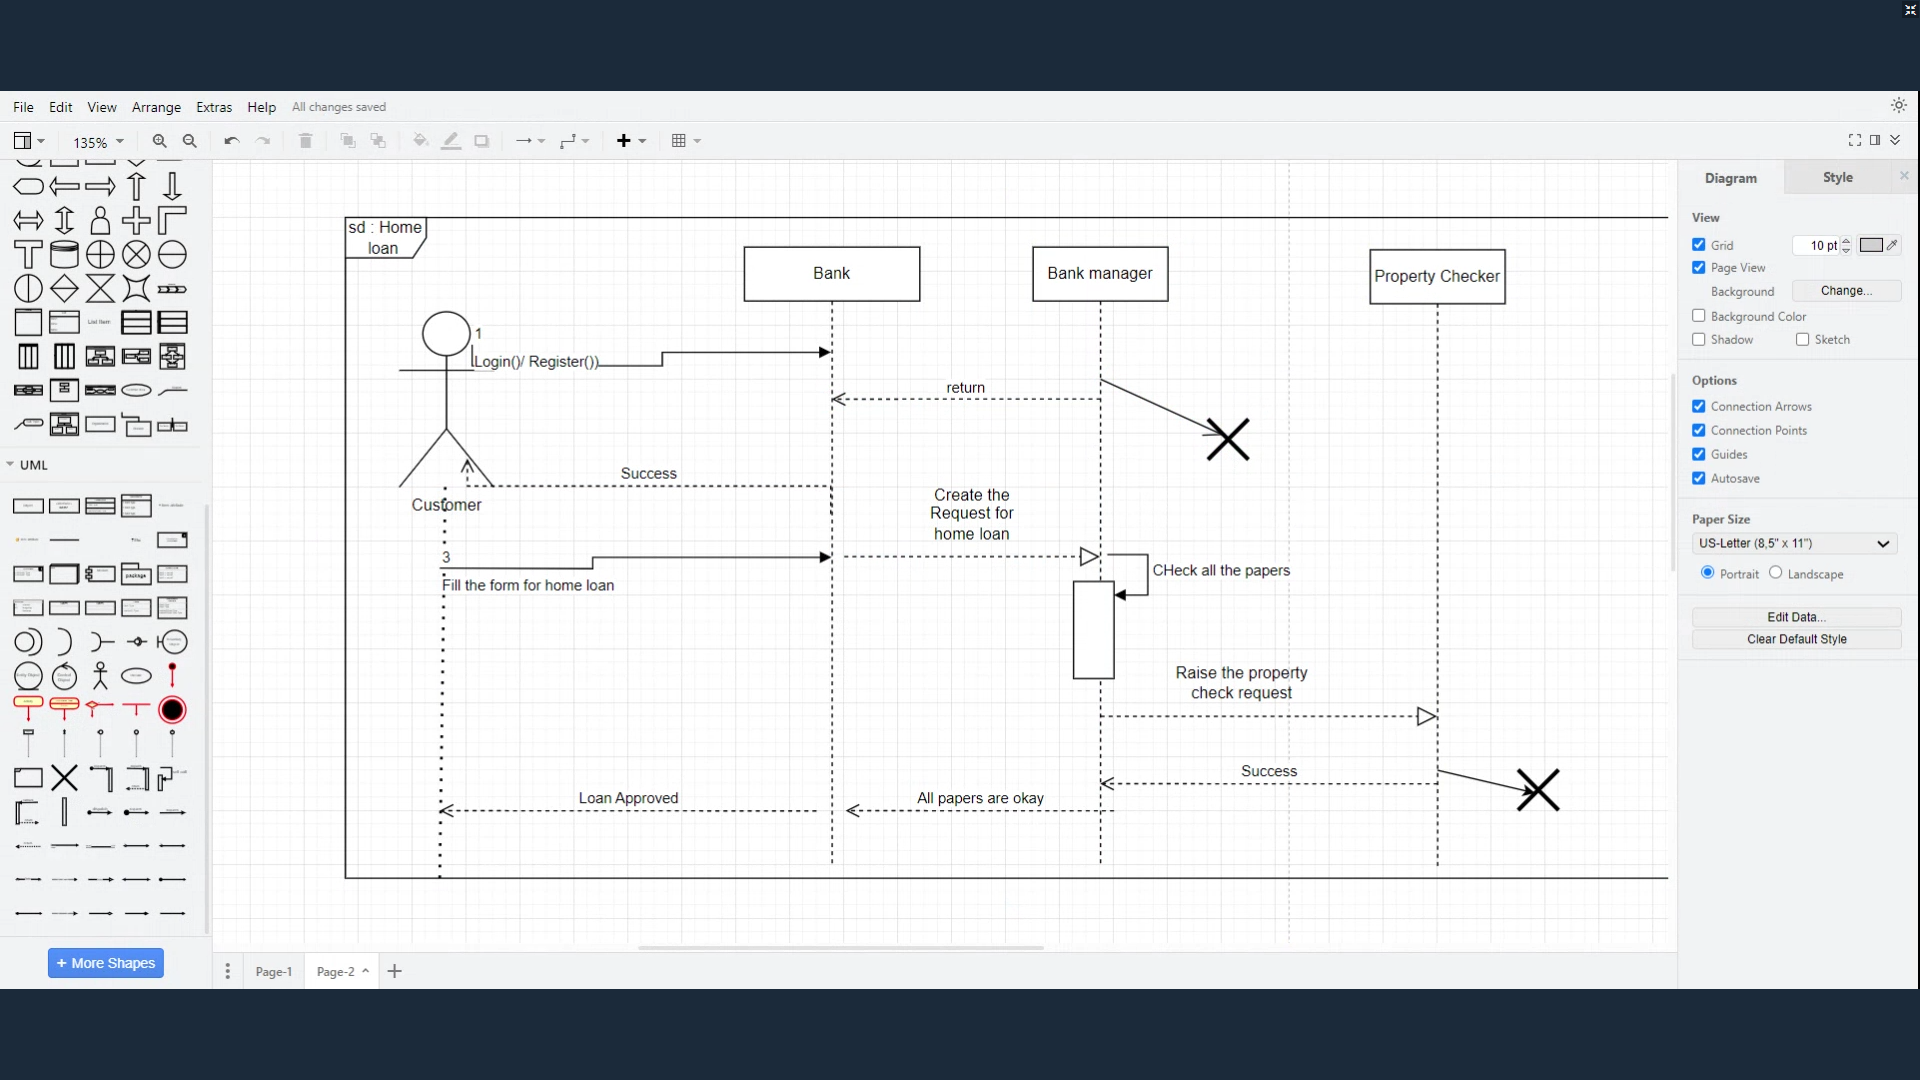 File Edit View Arrange Extras Help All changes saved
135%
sd : Home
loan
Bank
Bank manager
Property Checker
1
Login()/ Register())
return
Success
Customer
Create the
Request for
home loan
3
Fill the form for home loan
CHeck all the papers
Raise the property
check request
Success
Loan Approved
All papers are okay
List Item
UML
package
+ More Shapes
Page-1
Page-2
Diagram
Style
View
Grid
10 pt
Page View
Background
Change...
Background Color
Shadow
Sketch
Options
Connection Arrows
Connection Points
Guides
Autosave
Paper Size
US-Letter (8,5" x 11")
Portrait
Landscape
Edit Data...
Clear Default Style